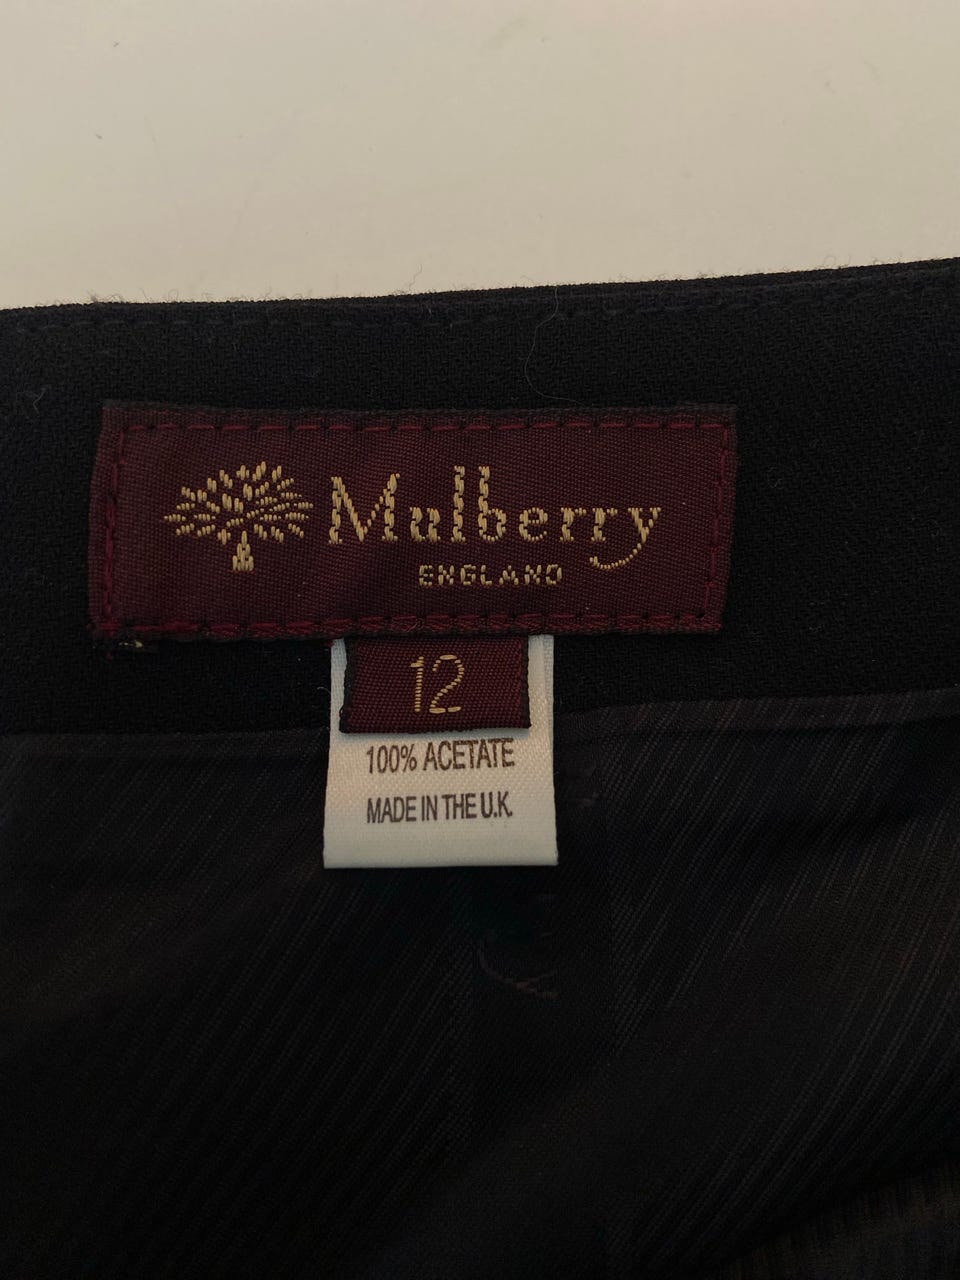 Mulberry
ENGLAND
12
100% ACETATE
MADE IN THE U.K.